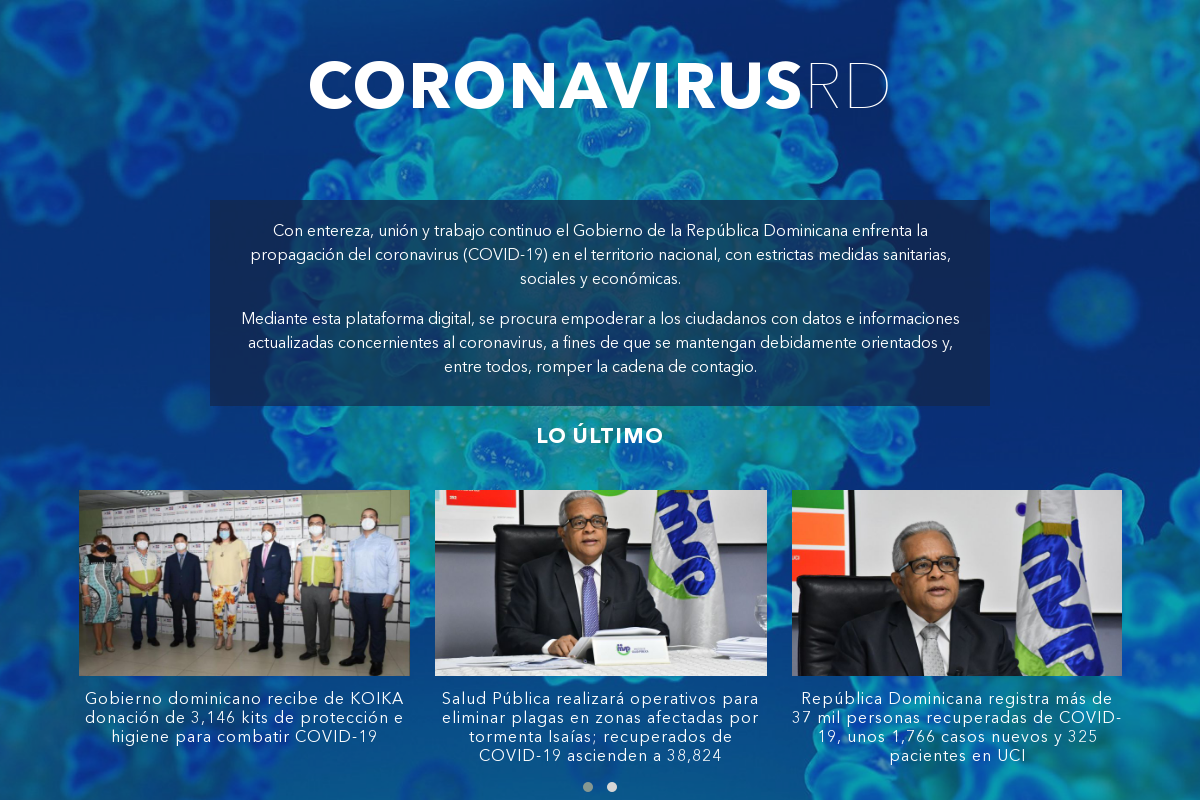 CORONAVIRUSRD
Con entereza, unión y trabajo continuo el Gobierno de la República Dominicana enfrenta la
propagación del coronavirus (COVID-19) en el territorio nacional, con estrictas medidas sanitarias,
sociales y económicas.
Mediante esta plataforma digital, se procura empoderar a los ciudadanos con datos e informaciones
actualizadas concernientes al coronavirus, a fines de que se mantengan debidamente orientados y,
entre todos, romper la cadena de contagio.
LO ÚLTIMO
Gobierno dominicano recibe de KOIKA
donación de 3,146 kits de protección e
higiene para combatir COVID-19
Salud Pública realizará operativos para
eliminar plagas en zonas afectadas por
tormenta Isaías; recuperados de
COVID-19 ascienden a 38,824
República Dominicana registra más de
37 mil personas recuperadas de COVID-
19, unos 1,766 casos nuevos y 325
pacientes en UCI